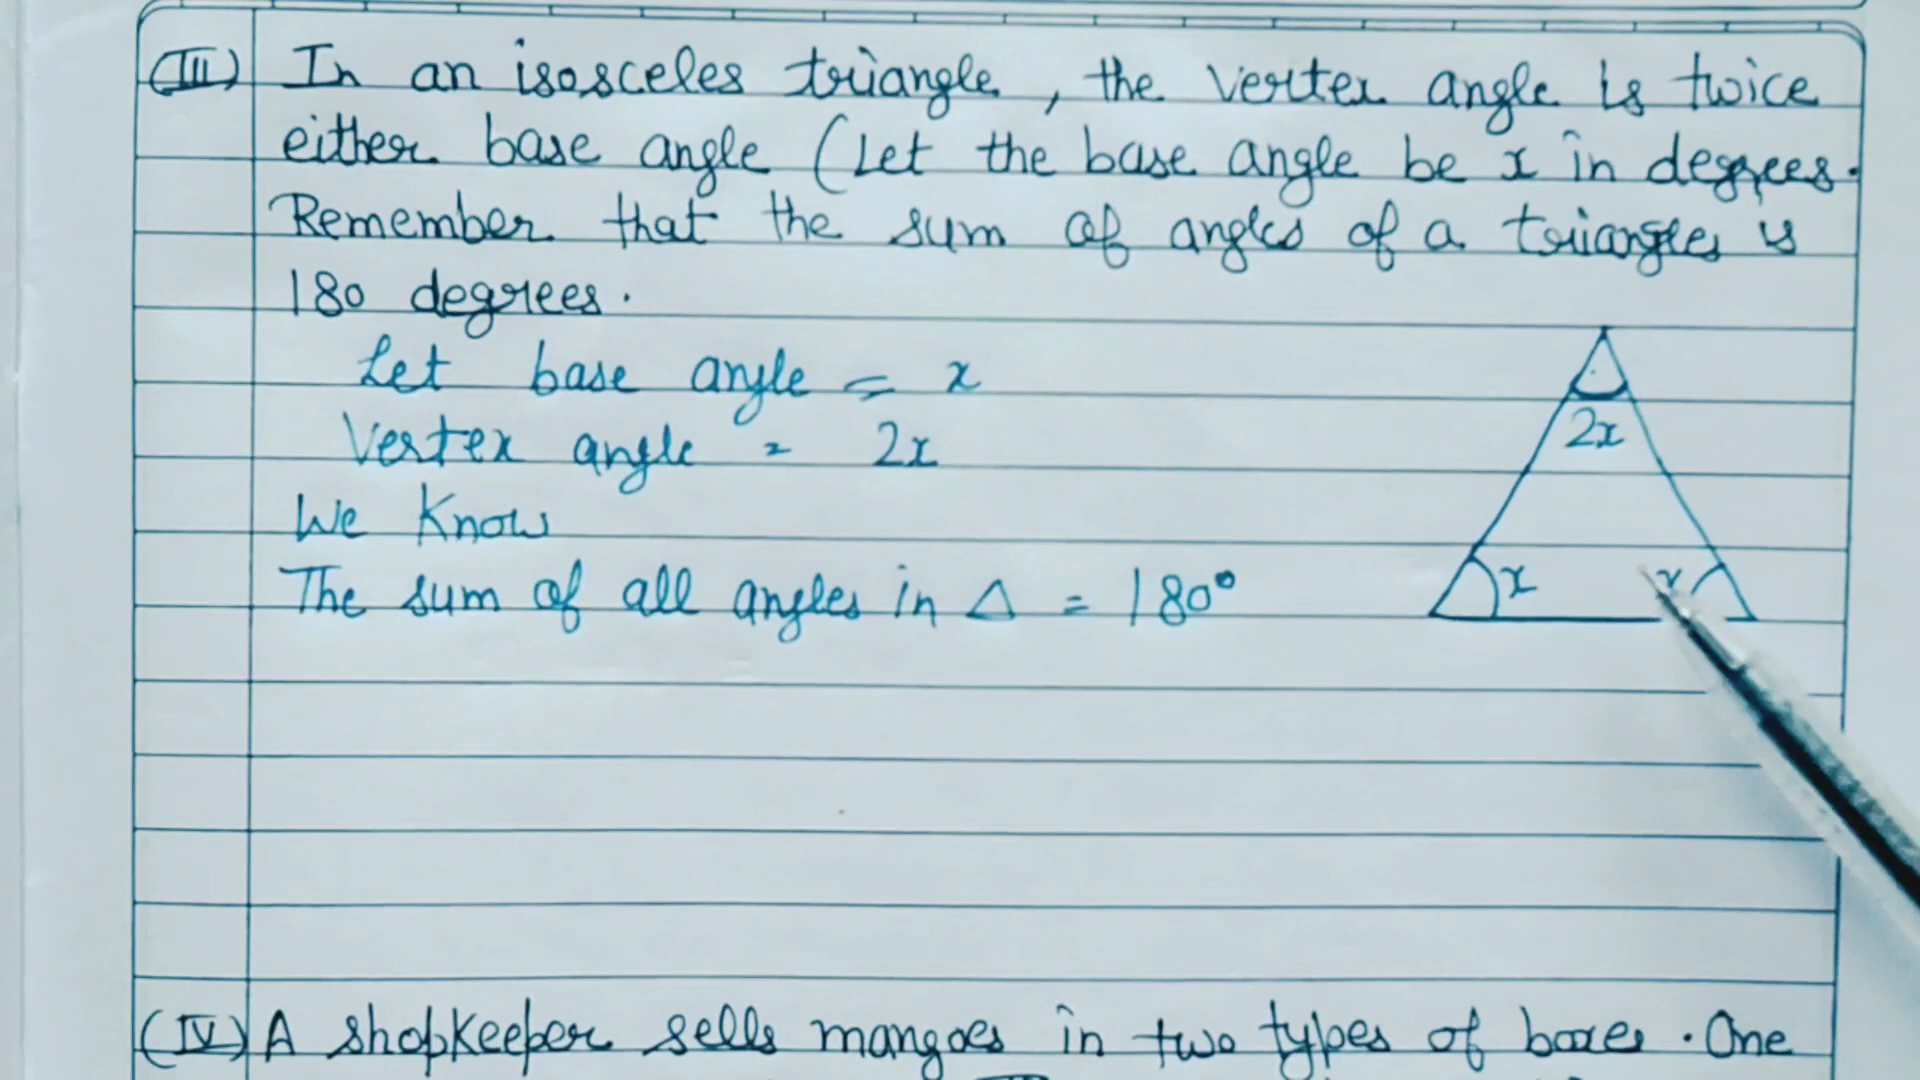 (III) In an isosceles triangle, the vertex angle is twice
either base angle (Let the base angle be x in degrees.
Remember that the sum of angles of a triangles is
180 degrees.
Let base angle = x
Vertex angle = 2x
2x
We Know
The sum of all angles in △ = 180°
x x
(IV) A shopkeeper sells mangoes in two types of boxes. One